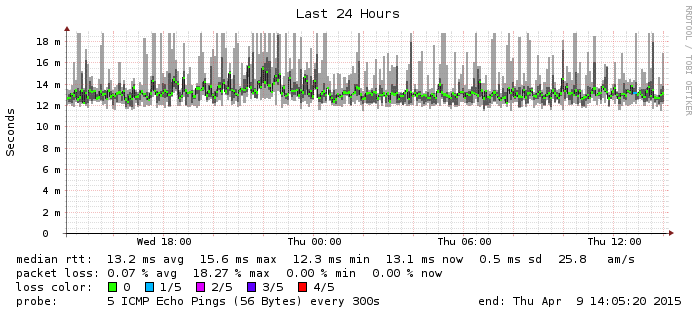 Last 24 Hours
RRDTOOL / TOBI OETIKER
Seconds
18 m
16 m
14 m
12 m
10 m
8 m
6 m
4 m
2 m
0
Wed 18:00 Thu 00:00 Thu 06:00 Thu 12:00
median rtt: 13.2 ms avg 15.6 ms max 12.3 ms min 13.1 ms now 0.5 ms sd 25.8 am/s
packet loss: 0.07 % avg 18.27 % max 0.00 % min 0.00 % now
loss color: 0 1/5 2/5 3/5 4/5
probe: 5 ICMP Echo Pings (56 Bytes) every 300s end: Thu Apr 9 14:05:20 2015